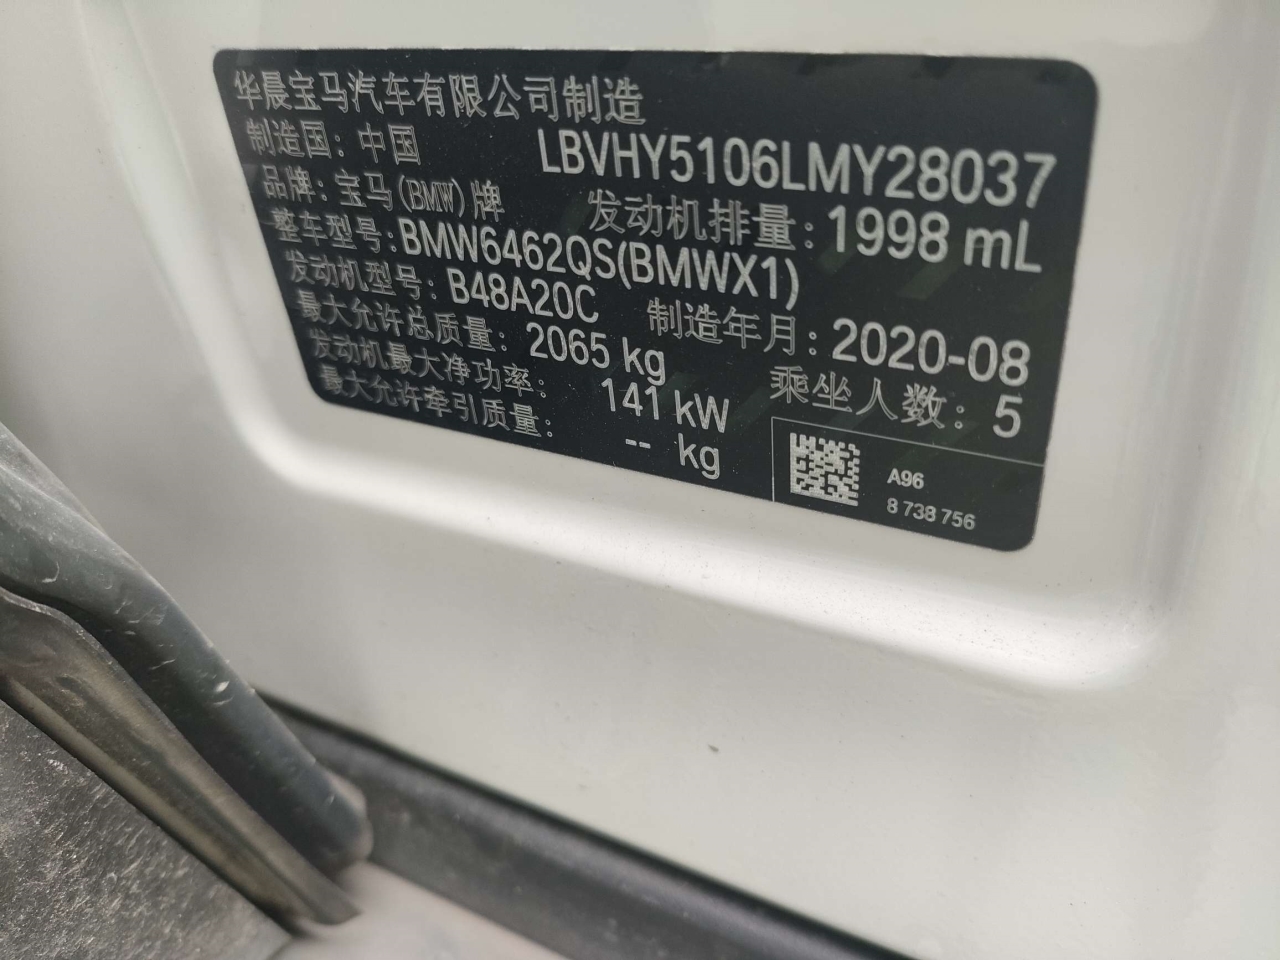 华晨宝马汽车有限公司制造
制造国：中国 LBVHY5106LMY28037
品牌：宝马(BMW)牌 发动机排量：1998 mL
整车型号：BMW6462QS(BMWX1)
发动机型号：B48A20C 制造年月：2020-08
最大允许总质量：2065 kg 乘坐人数：5
发动机最大净功率：141 kW
最大允许牵引质量：-- kg
A96
8 738 756